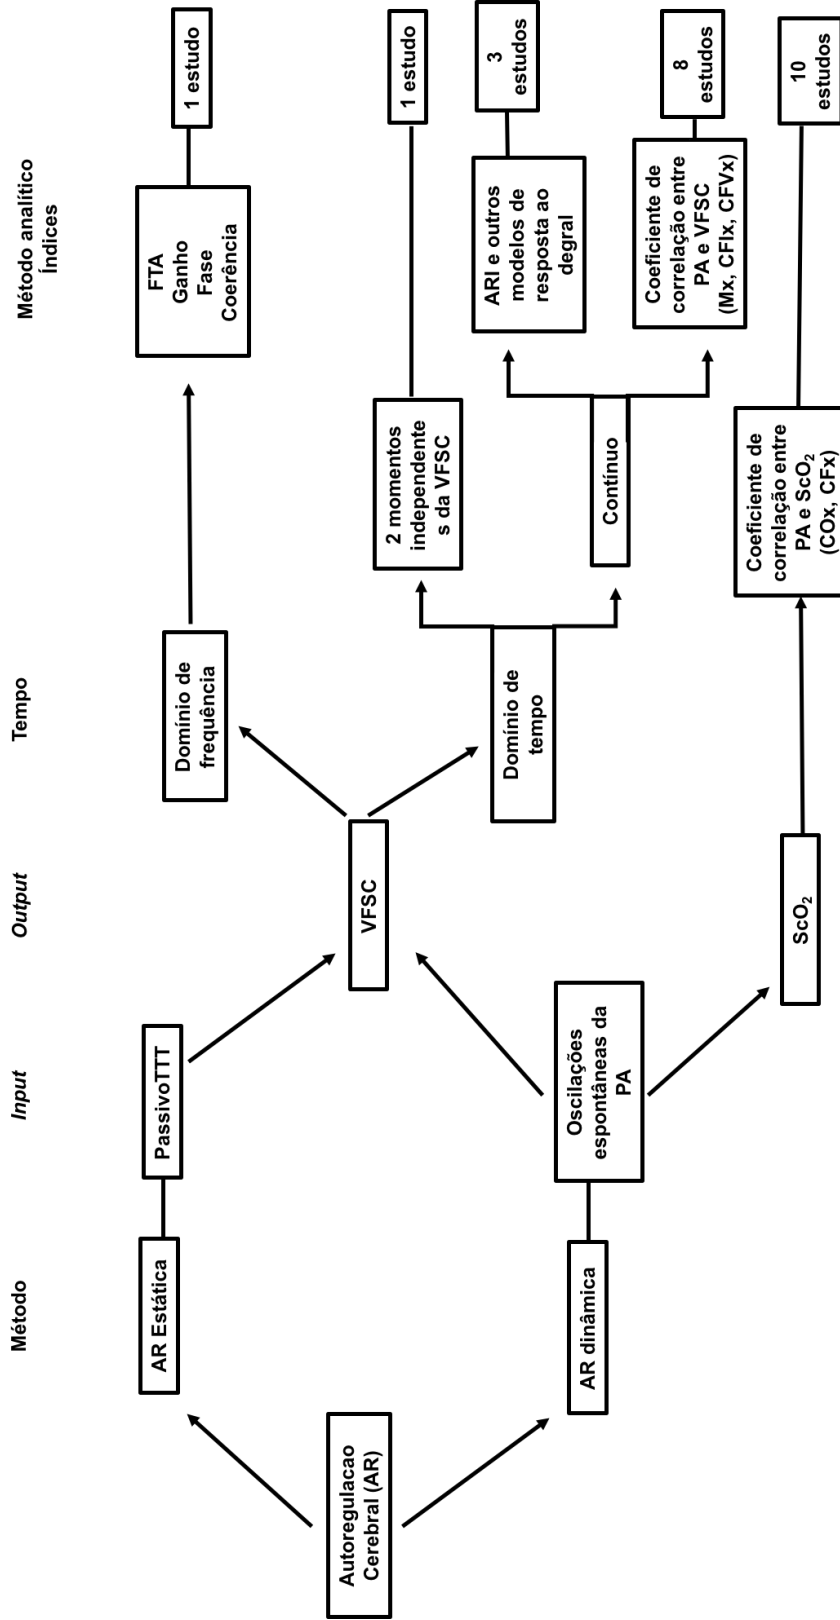 Método
Input
Output
Tempo
Método analítico
Índices
Autoregulacao
Cerebral (AR)
AR Estática
PassivoTTT
AR dinâmica
Oscilações
espontâneas da
PA
VFSC
ScO₂
Domínio de
frequência
Domínio de
tempo
FTA
Ganho
Fase
Coerência
1 estudo
2 momentos
independente
s da VFSC
1 estudo
Contínuo
ARI e outros
modelos de
resposta ao
degral
3
estudos
Coeficiente de
correlação entre
PA e VFSC
(Mx, CFIx, CFVx)
8
estudos
Coeficiente de
correlação entre
PA e ScO₂
(COx, CFx)
10
estudos